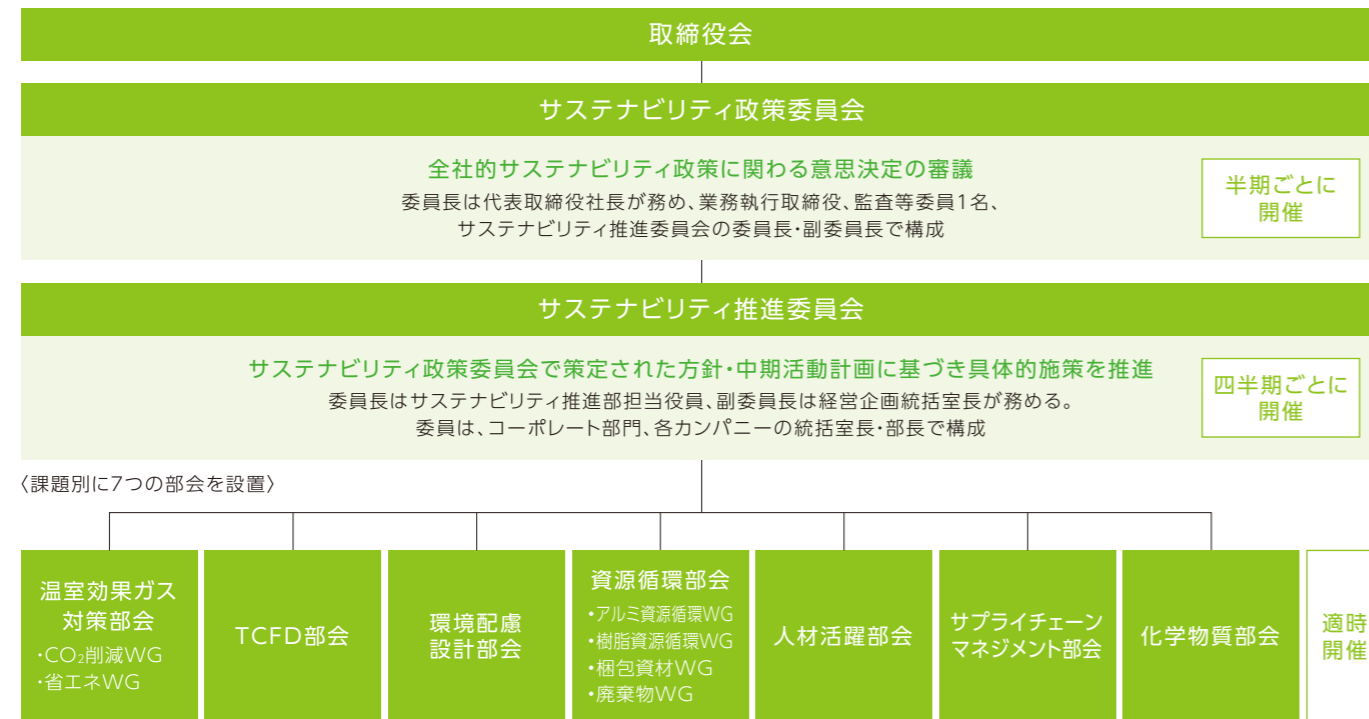 取締役会
サステナビリティ政策委員会
全社的サステナビリティ政策に関わる意思決定の審議
委員長は代表取締役社長が務め、業務執行取締役、監査等委員1名、
サステナビリティ推進委員会の委員長・副委員長で構成
半期ごとに
開催
サステナビリティ推進委員会
サステナビリティ政策委員会で策定された方針・中期活動計画に基づき具体的施策を推進
委員長はサステナビリティ推進部担当役員、副委員長は経営企画統括室長が務める。
委員は、コーポレート部門、各カンパニーの統括室長・部長で構成
四半期ごとに
開催
〈課題別に7つの部会を設置〉
温室効果ガス
対策部会
・CO₂削減WG
・省エネWG
TCFD部会
環境配慮
設計部会
資源循環部会
・アルミ資源循環WG
・樹脂資源循環WG
・梱包資材WG
・廃棄物WG
人材活躍部会
サプライチェーン
マネジメント部会
化学物質部会
適時
開催